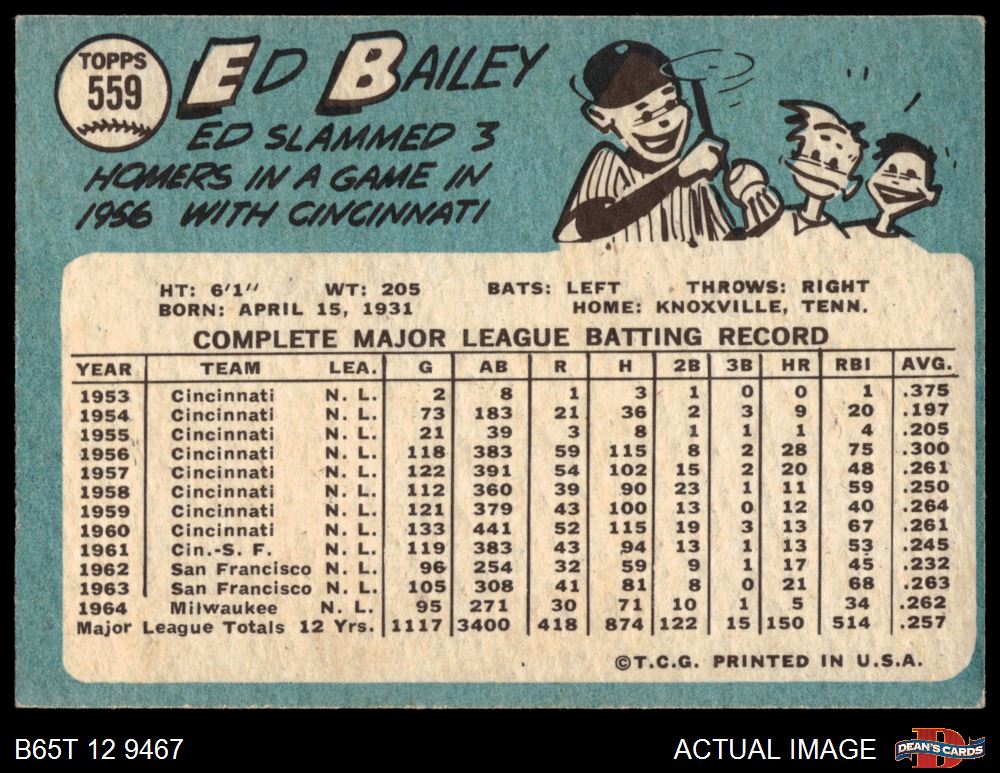 TOPPS
559
ED BAILEY
ED SLAMMED 3
HOMERS IN A GAME IN
1956 WITH CINCINNATI
HT: 6'1" WT: 205 BATS: LEFT THROWS: RIGHT
BORN: APRIL 15, 1931 HOME: KNOXVILLE, TENN.
COMPLETE MAJOR LEAGUE BATTING RECORD
YEAR TEAM LEA. G AB R H 2B 3B HR RBI AVG.
1953 Cincinnati N. L. 2 8 1 3 1 0 0 1 .375
1954 Cincinnati N. L. 73 183 21 36 2 3 9 20 .197
1955 Cincinnati N. L. 21 39 3 8 1 1 1 4 .205
1956 Cincinnati N. L. 118 383 59 115 8 2 28 75 .300
1957 Cincinnati N. L. 122 391 54 102 15 2 20 48 .261
1958 Cincinnati N. L. 112 360 39 90 23 1 11 59 .250
1959 Cincinnati N. L. 121 379 43 100 13 0 12 40 .264
1960 Cincinnati N. L. 133 441 52 115 19 3 13 67 .261
1961 Cin.-S. F. N. L. 119 383 43 94 13 1 13 53 .245
1962 San Francisco N. L. 96 254 32 59 9 1 17 45 .232
1963 San Francisco N. L. 105 308 41 81 8 0 21 68 .263
1964 Milwaukee N. L. 95 271 30 71 10 1 5 34 .262
Major League Totals 12 Yrs. 1117 3400 418 874 122 15 150 514 .257
©T.C.G. PRINTED IN U.S.A.
B65T 12 9467 ACTUAL IMAGE DEAN'S CARDS